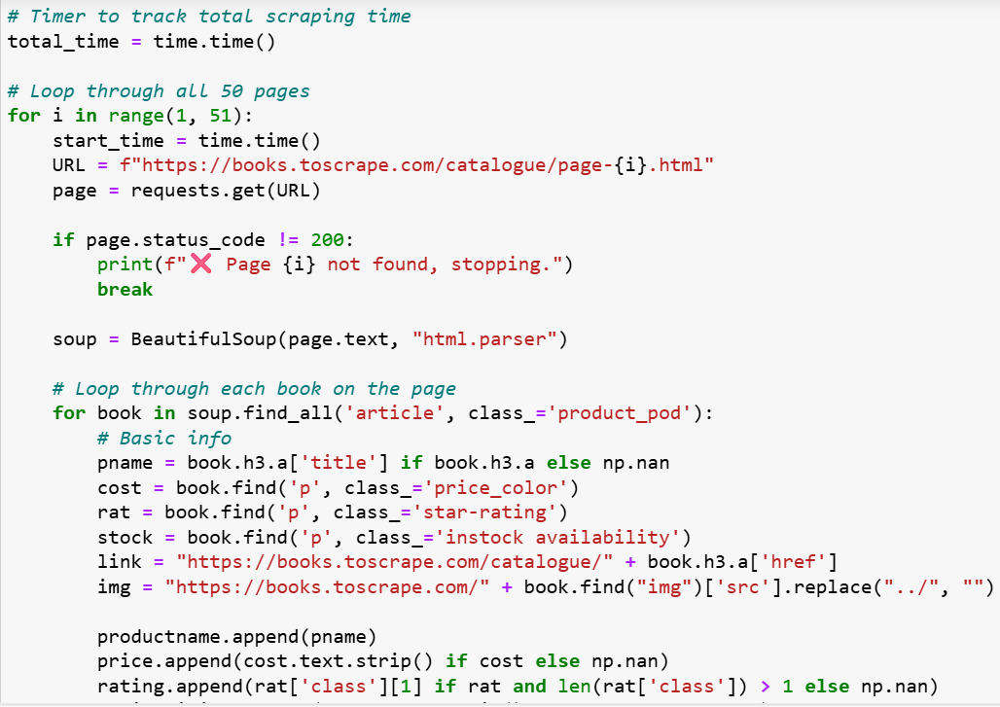 # Timer to track total scraping time
total_time = time.time()
# Loop through all 50 pages
for i in range(1, 51):
    start_time = time.time()
    URL = f"https://books.toscrape.com/catalogue/page-{i}.html"
    page = requests.get(URL)
    if page.status_code != 200:
        print(f"❌ Page {i} not found, stopping.")
        break
    soup = BeautifulSoup(page.text, "html.parser")
    # Loop through each book on the page
    for book in soup.find_all('article', class_='product_pod'):
        # Basic info
        pname = book.h3.a['title'] if book.h3.a else np.nan
        cost = book.find('p', class_='price_color')
        rat = book.find('p', class_='star-rating')
        stock = book.find('p', class_='instock availability')
        link = "https://books.toscrape.com/catalogue/" + book.h3.a['href']
        img = "https://books.toscrape.com/" + book.find("img")['src'].replace("../", "")
        productname.append(pname)
        price.append(cost.text.strip() if cost else np.nan)
        rating.append(rat['class'][1] if rat and len(rat['class']) > 1 else np.nan)